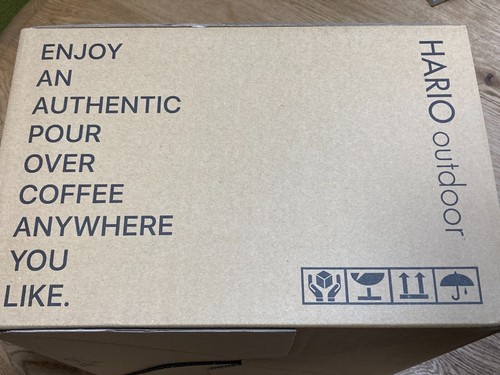 ENJOY
AN
AUTHENTIC
POUR
OVER
COFFEE
ANYWHERE
YOU
LIKE.
HARIO outdoor